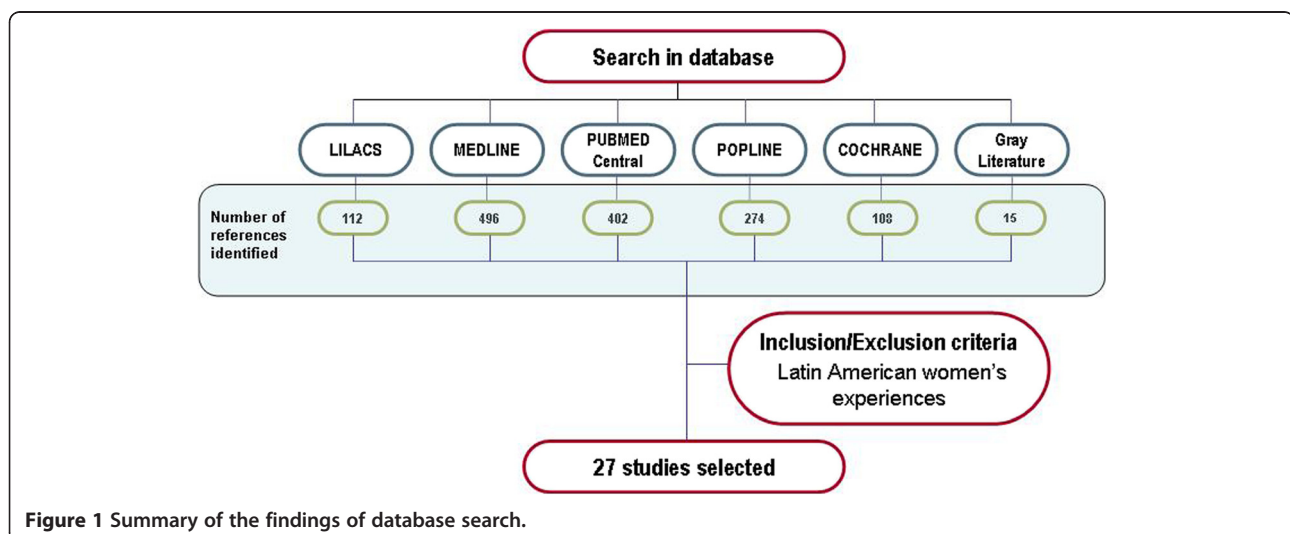 Search in database
LILACS
MEDLINE
PUBMED
Central
POPLINE
COCHRANE
Gray
Literature
Number of
references
identified
112
496
402
274
108
15
Inclusion/Exclusion criteria
Latin American women's
experiences
27 studies selected
Figure 1 Summary of the findings of database search.